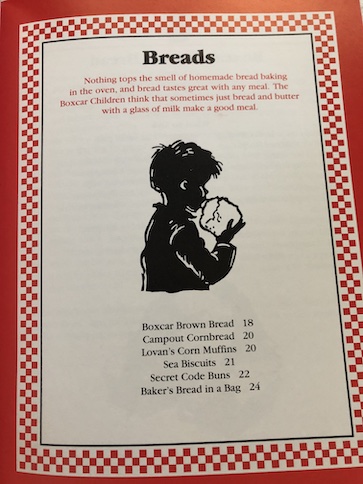 Breads
Nothing tops the smell of homemade bread baking
in the oven, and bread tastes great with any meal. The
Boxcar Children think that sometimes just bread and butter
with a glass of milk make a good meal.
Boxcar Brown Bread 18
Campout Cornbread 20
Lovan's Corn Muffins 20
Sea Biscuits 21
Secret Code Buns 22
Baker's Bread in a Bag 24